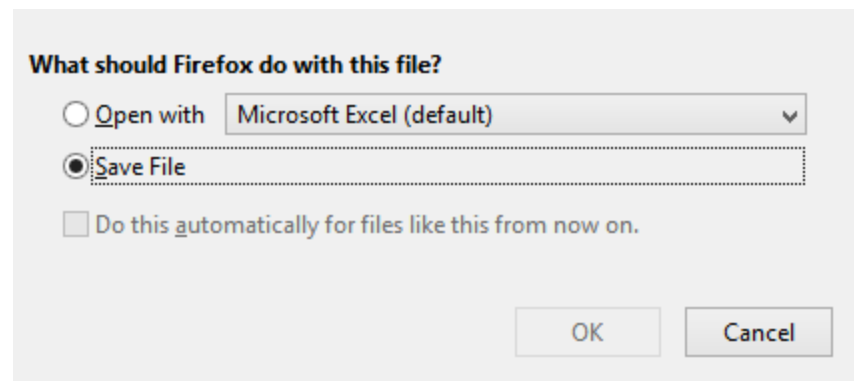 What should Firefox do with this file?
Open with Microsoft Excel (default)
Save File
Do this automatically for files like this from now on.
OK Cancel